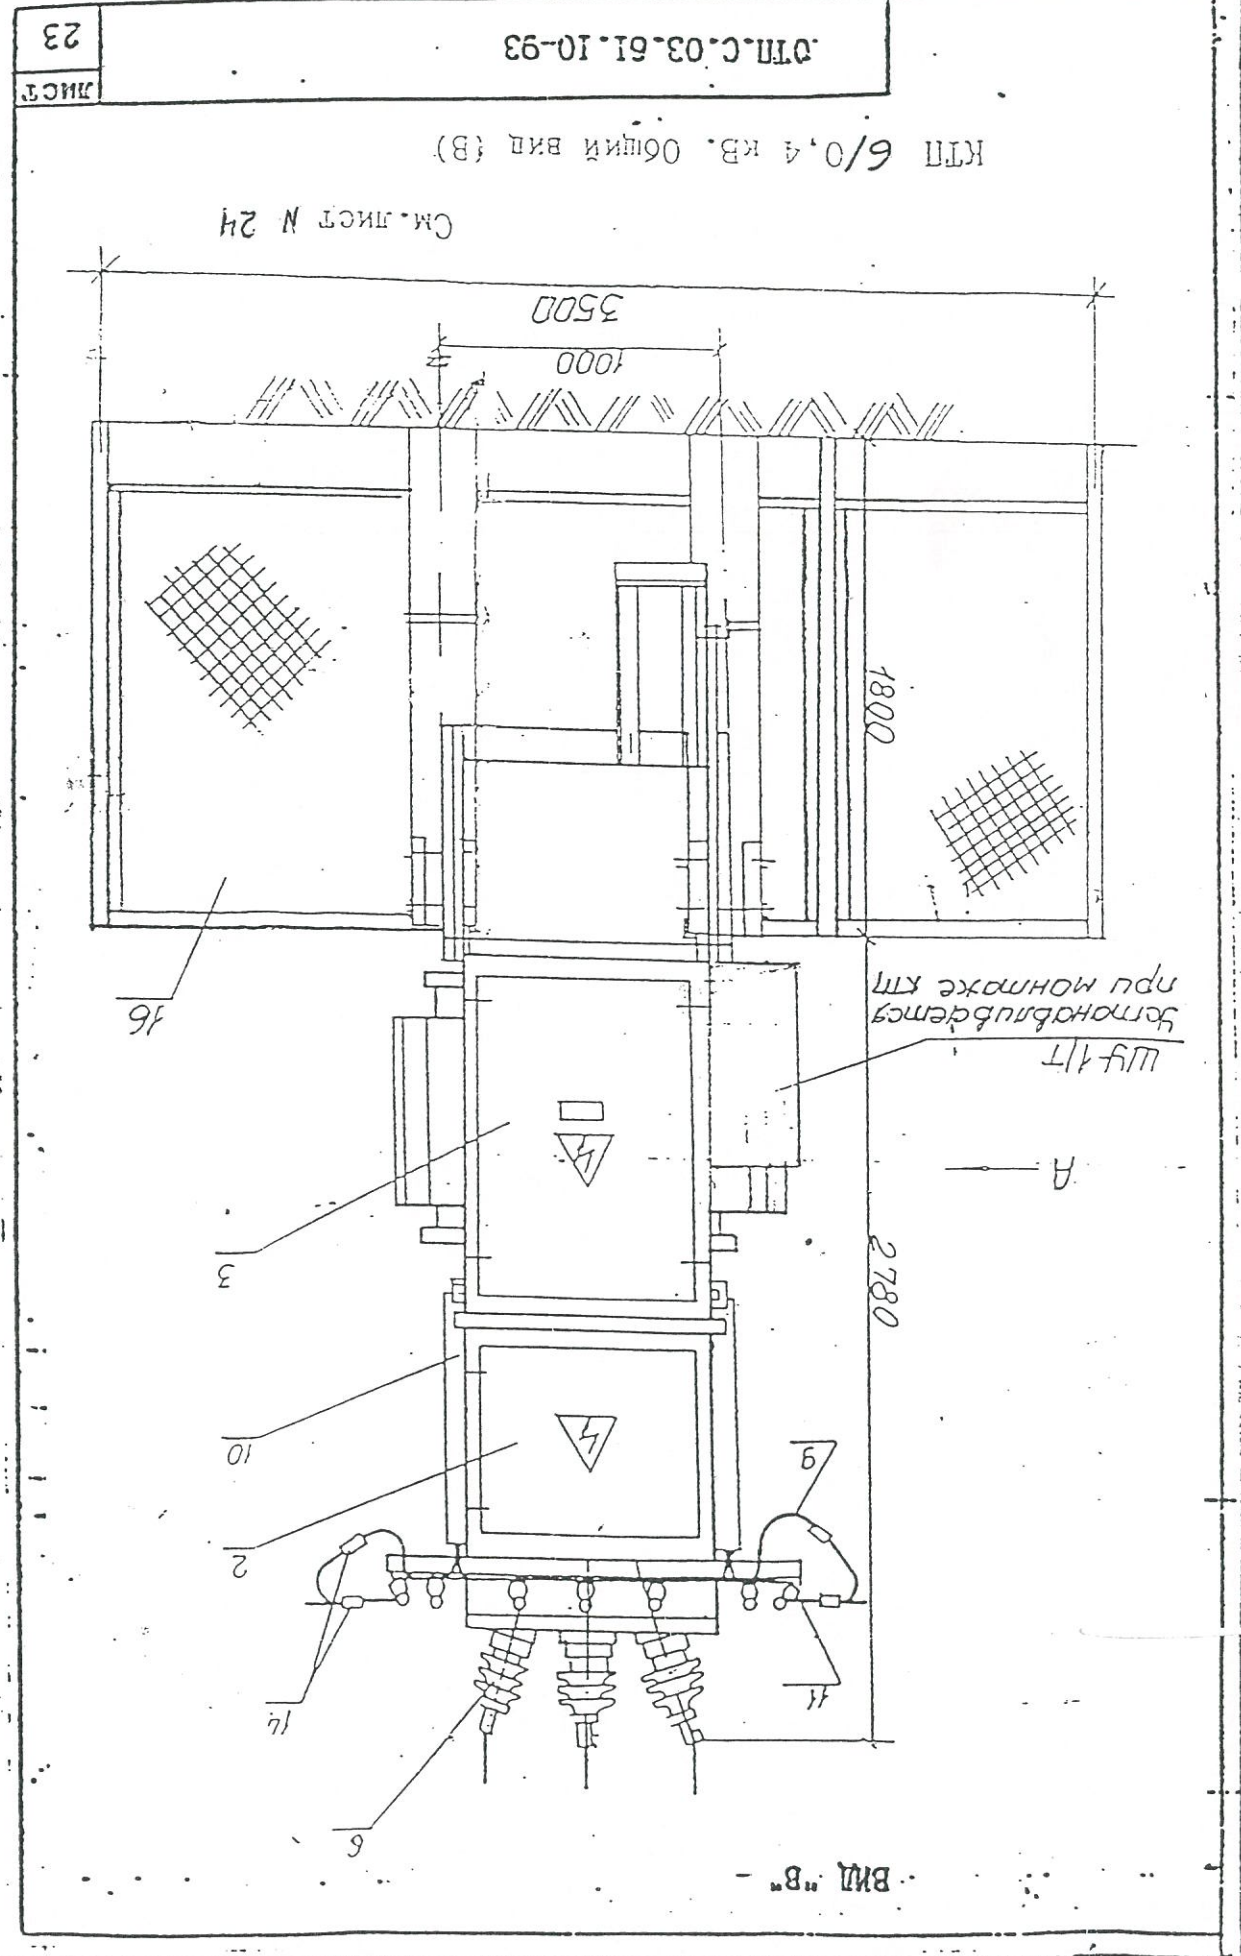 ВИД "В"
6
14
11
2
9
10
2780
3
А
ШУ-1/Т
Устанавливается
при монтаже КТП
16
1800
1000
3500
См.лист N 24
КТП 6/0,4 кВ. Общий вид (В)
ОТП.С.03.61.10-93
ЛИСТ
23